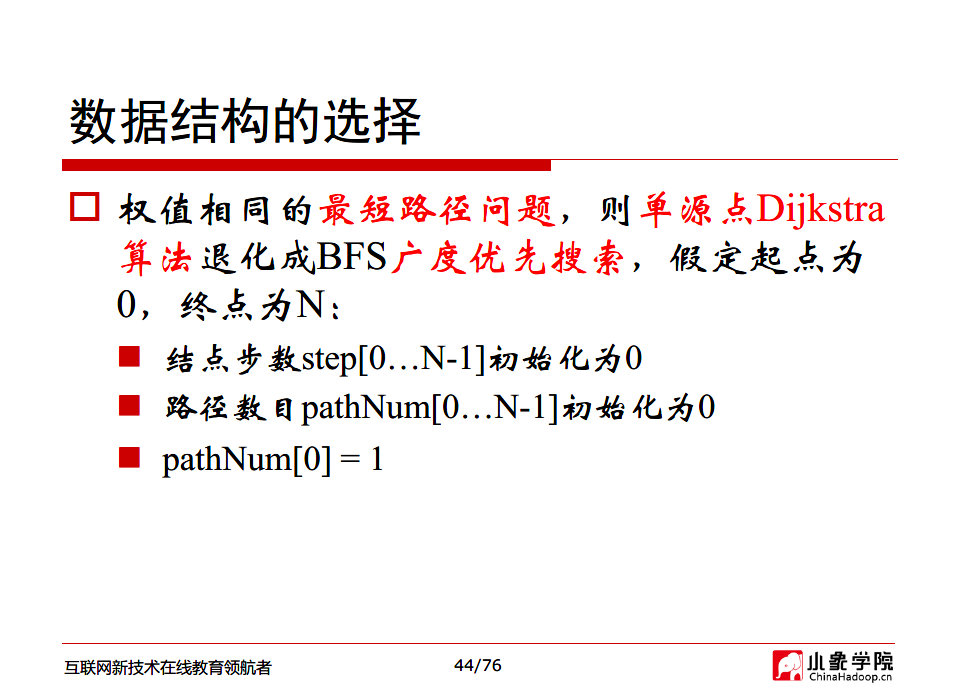 数据结构的选择
权值相同的最短路径问题，则单源点Dijkstra
算法退化成BFS广度优先搜索，假定起点为
0，终点为N：
结点步数step[0…N-1]初始化为0
路径数目pathNum[0…N-1]初始化为0
pathNum[0] = 1
互联网新技术在线教育领航者
44/76
小象学院
ChinaHadoop.cn